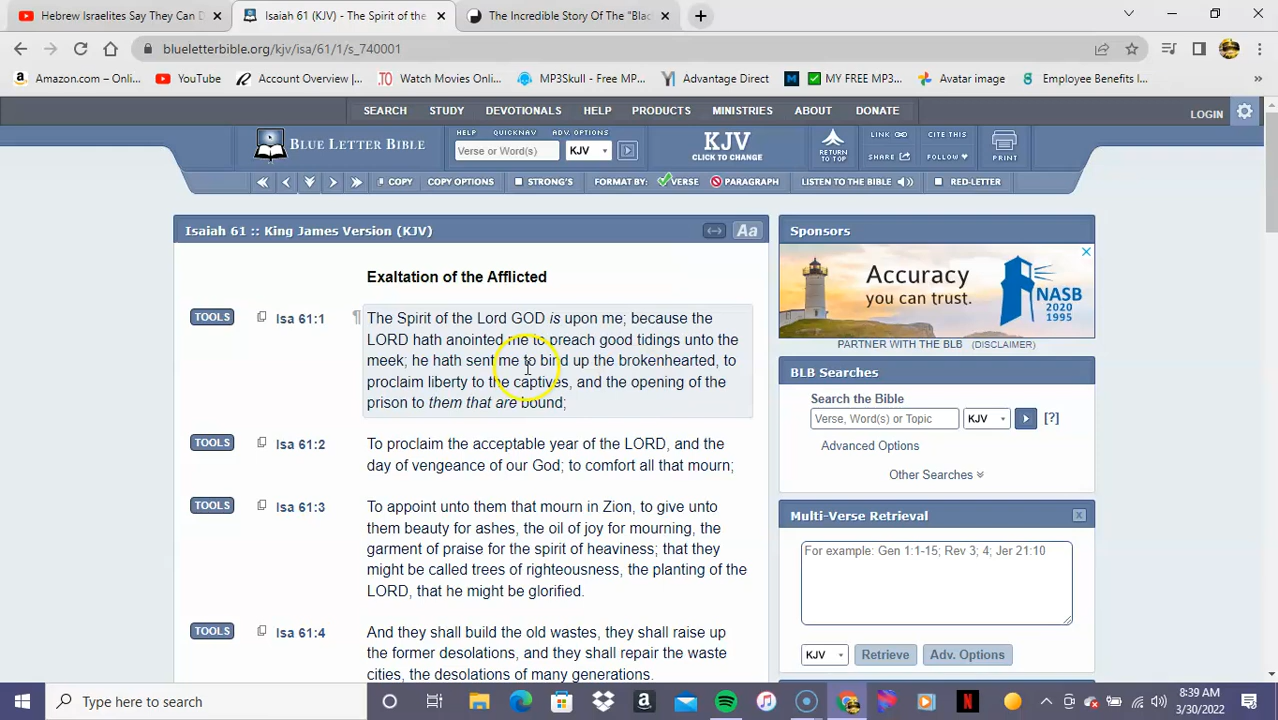 Hebrew Israelites Say They Can D
Isaiah 61 (KJV) - The Spirit of the
The Incredible Story Of The "Blac
blueletterbible.org/kjv/isa/61/1/s_740001
Amazon.com – Onli...
YouTube
Account Overview |...
.TO Watch Movies Onl...
MP3Skull - Free MP...
Advantage Direct
MY FREE MP3...
Avatar image
Employee Benefits I...
SEARCH STUDY DEVOTIONALS HELP PRODUCTS MINISTRIES ABOUT DONATE
LOGIN
BLUE LETTER BIBLE
HELP QUICKNAV ADV. OPTIONS
Verse or Word(s) KJV
KJV
CLICK TO CHANGE
RETURN
TO TOP
LINK CITE THIS
SHARE FOLLOW
PRINT
COPY COPY OPTIONS STRONG'S FORMAT BY: VERSE PARAGRAPH LISTEN TO THE BIBLE RED-LETTER
Isaiah 61 :: King James Version (KJV)
Aa
Exaltation of the Afflicted
TOOLS Isa 61:1 ¶ The Spirit of the Lord GOD is upon me; because the
LORD hath anointed me to preach good tidings unto the
meek; he hath sent me to bind up the brokenhearted, to
proclaim liberty to the captives, and the opening of the
prison to them that are bound;
TOOLS Isa 61:2 To proclaim the acceptable year of the LORD, and the
day of vengeance of our God; to comfort all that mourn;
TOOLS Isa 61:3 To appoint unto them that mourn in Zion, to give unto
them beauty for ashes, the oil of joy for mourning, the
garment of praise for the spirit of heaviness; that they
might be called trees of righteousness, the planting of the
LORD, that he might be glorified.
TOOLS Isa 61:4 And they shall build the old wastes, they shall raise up
the former desolations, and they shall repair the waste
cities, the desolations of many generations.
Sponsors
Accuracy
you can trust.
NASB
1995
PARTNER WITH THE BLB (DISCLAIMER)
BLB Searches
Search the Bible
Verse, Word(s) or Topic KJV [?]
Advanced Options
Other Searches
Multi-Verse Retrieval
For example: Gen 1:1-15; Rev 3; 4; Jer 21:10
KJV Retrieve Adv. Options
Type here to search
8:39 AM
3/30/2022